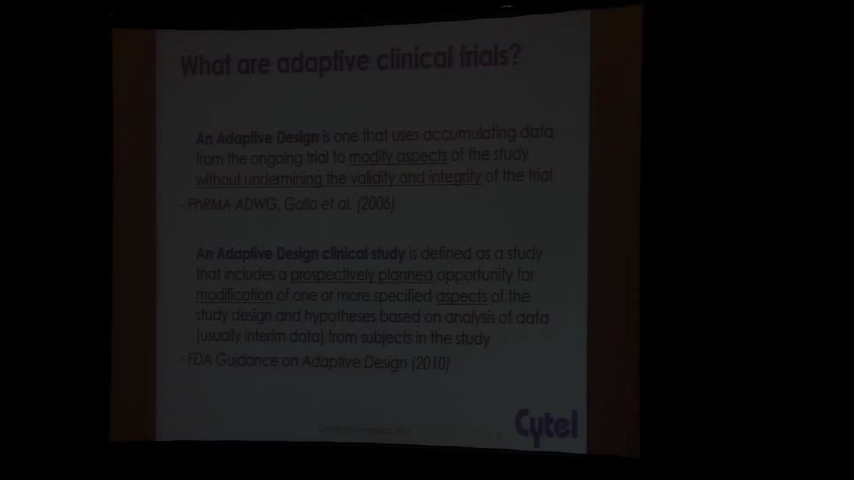 What are adaptive clinical trials?
An Adaptive Design is one that uses accumulating data
from the ongoing trial to modify aspects of the study
without undermining the validity and integrity of the trial
- PhRMA ADWG, Gallo et al. (2006)
An Adaptive Design clinical study is defined as a study
that includes a prospectively planned opportunity for
modification of one or more specified aspects of the
study design and hypotheses based on analysis of data
(usually interim data) from subjects in the study
- FDA Guidance on Adaptive Design (2010)
Cytel